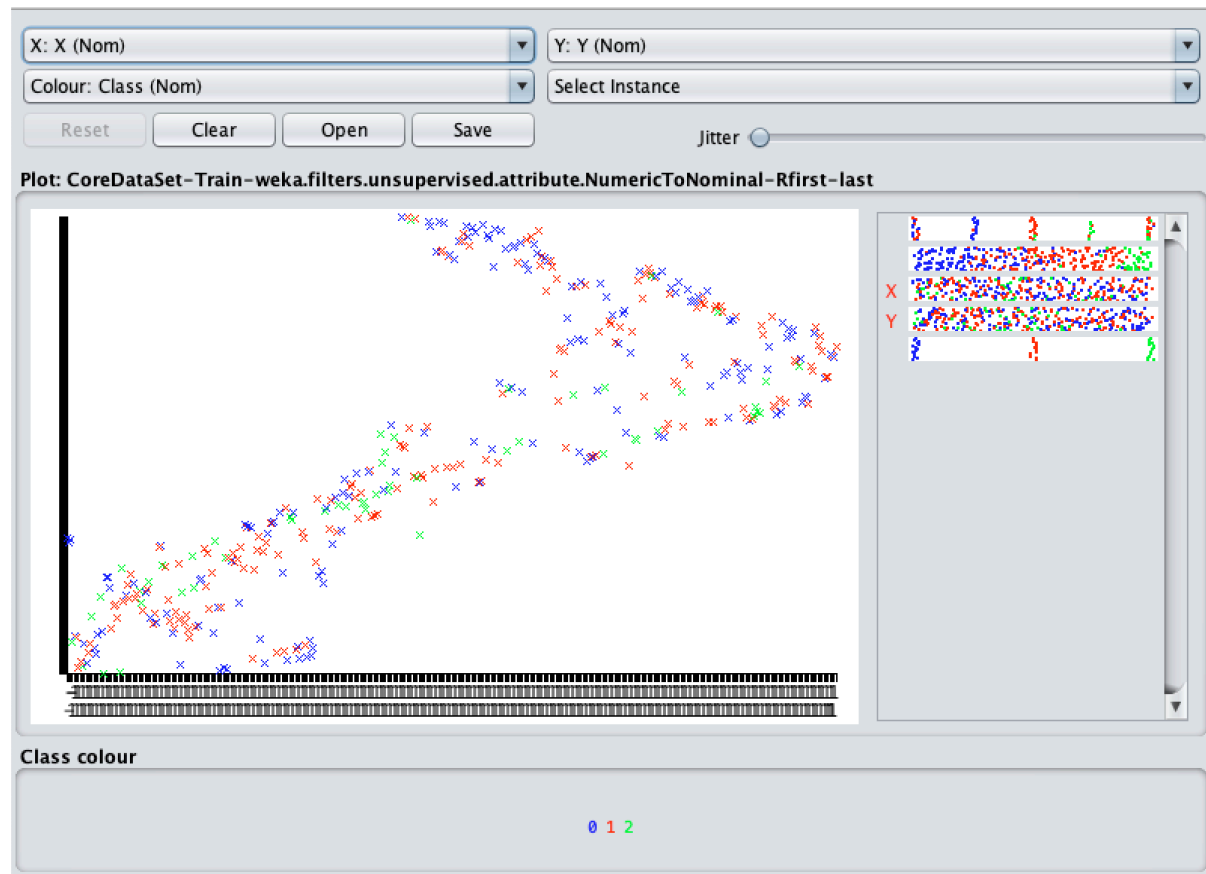 X: X (Nom) Y: Y (Nom)
Colour: Class (Nom) Select Instance
Reset Clear Open Save Jitter
Plot: CoreDataSet-Train-weka.filters.unsupervised.attribute.NumericToNominal-Rfirst-last
X
Y
Class colour
0 1 2